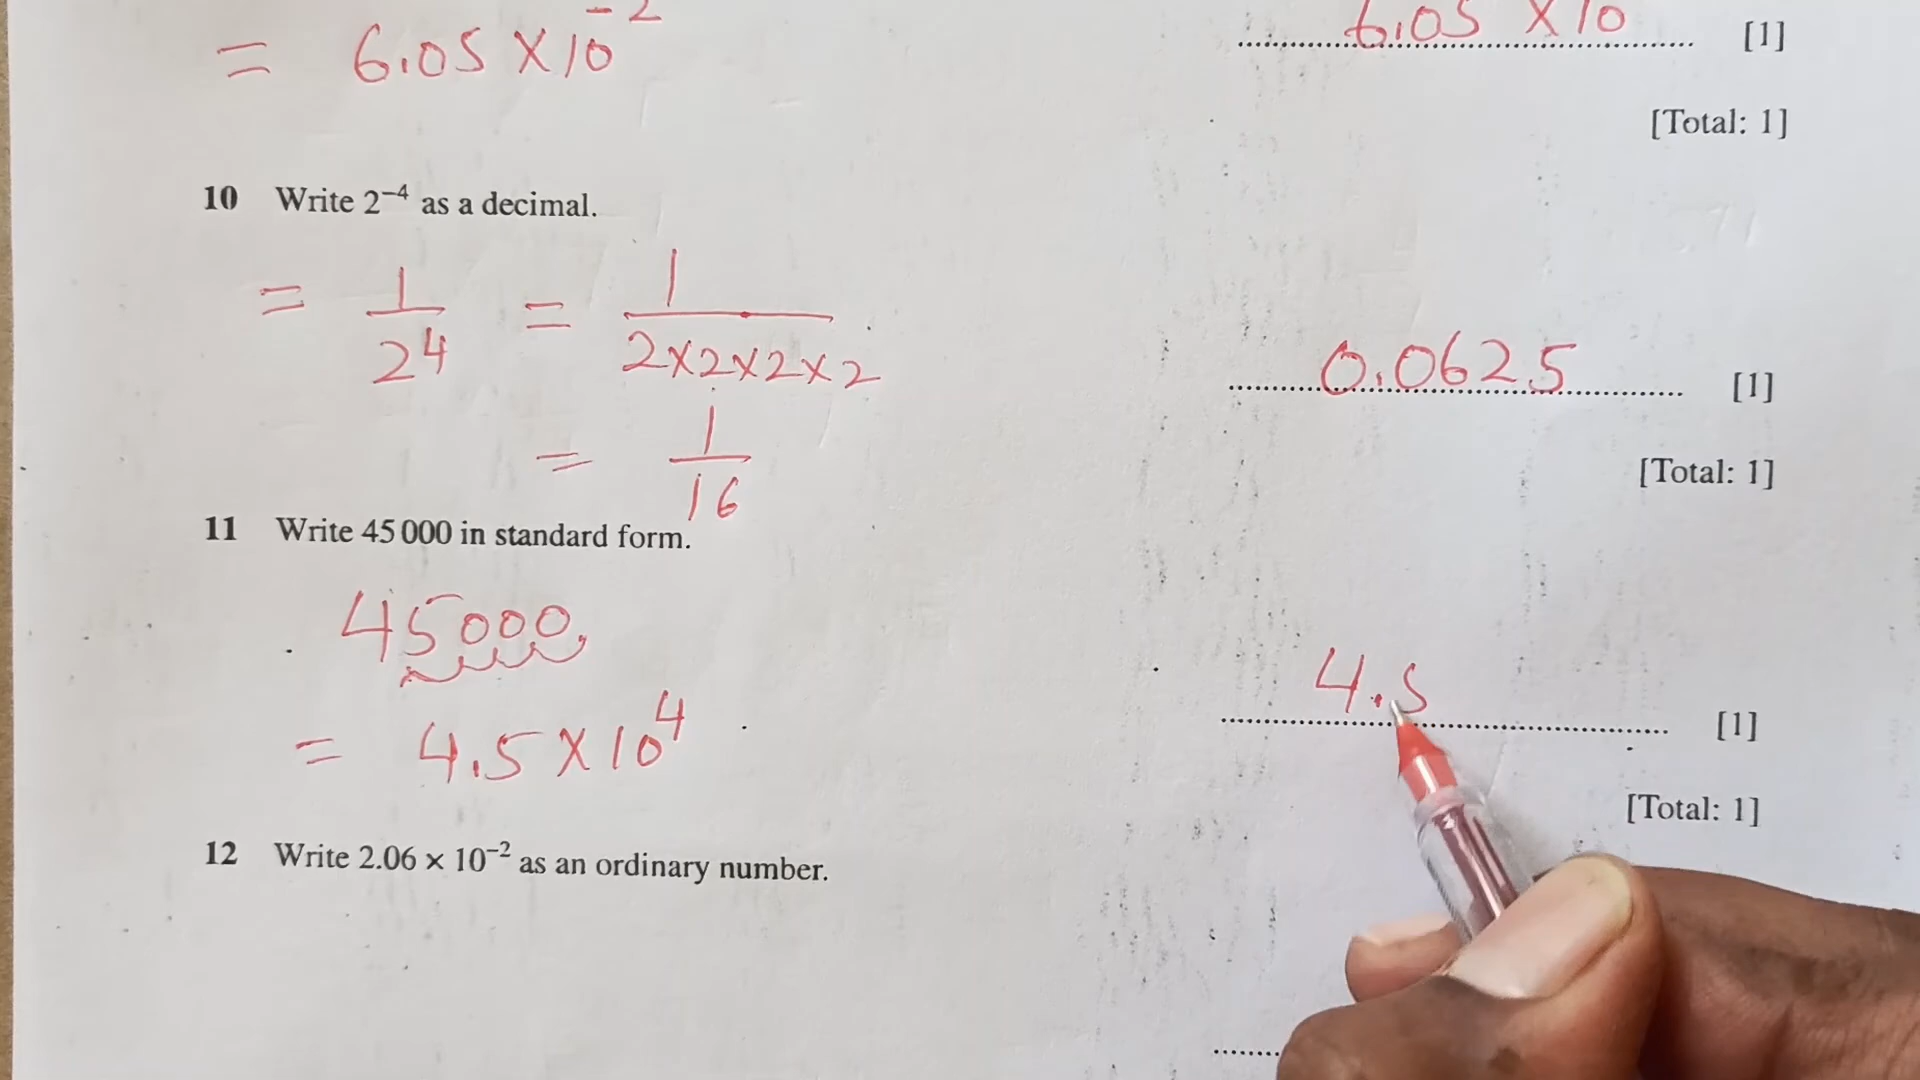 = 6.05 X 10⁻² 6.05 X 10 [1]
[Total: 1]
10 Write 2⁻⁴ as a decimal.
= 1/2⁴ = 1/2×2×2×2
0.0625 [1]
= 1/16
[Total: 1]
11 Write 45 000 in standard form.
45000.
4.5 [1]
= 4.5 X 10⁴
[Total: 1]
12 Write 2.06 × 10⁻² as an ordinary number.